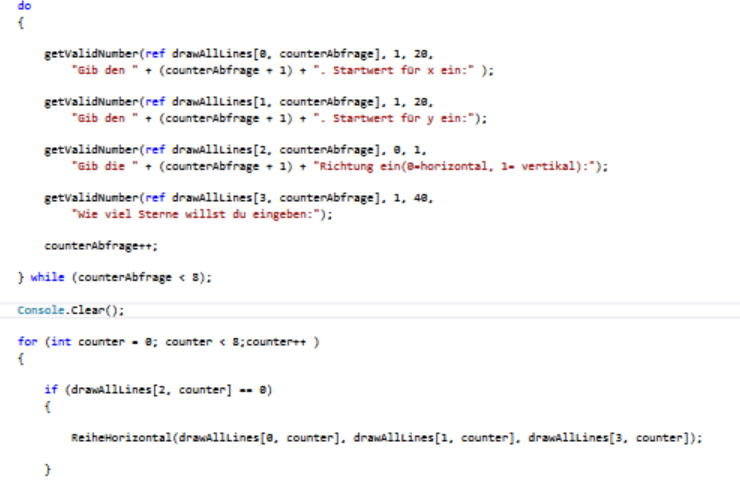 do
{
getValidNumber(ref drawAllLines[0, counterAbfrage], 1, 20,
"Gib den " + (counterAbfrage + 1) + ". Startwert für x ein:" );
getValidNumber(ref drawAllLines[1, counterAbfrage], 1, 20,
"Gib den " + (counterAbfrage + 1) + ". Startwert für y ein:");
getValidNumber(ref drawAllLines[2, counterAbfrage], 0, 1,
"Gib die " + (counterAbfrage + 1) + "Richtung ein(0=horizontal, 1= vertikal):");
getValidNumber(ref drawAllLines[3, counterAbfrage], 1, 40,
"Wie viel Sterne willst du eingeben:");
counterAbfrage++;
} while (counterAbfrage < 8);
Console.Clear();
for (int counter = 0; counter < 8;counter++ )
{
if (drawAllLines[2, counter] == 0)
{
ReiheHorizontal(drawAllLines[0, counter], drawAllLines[1, counter], drawAllLines[3, counter]);
}